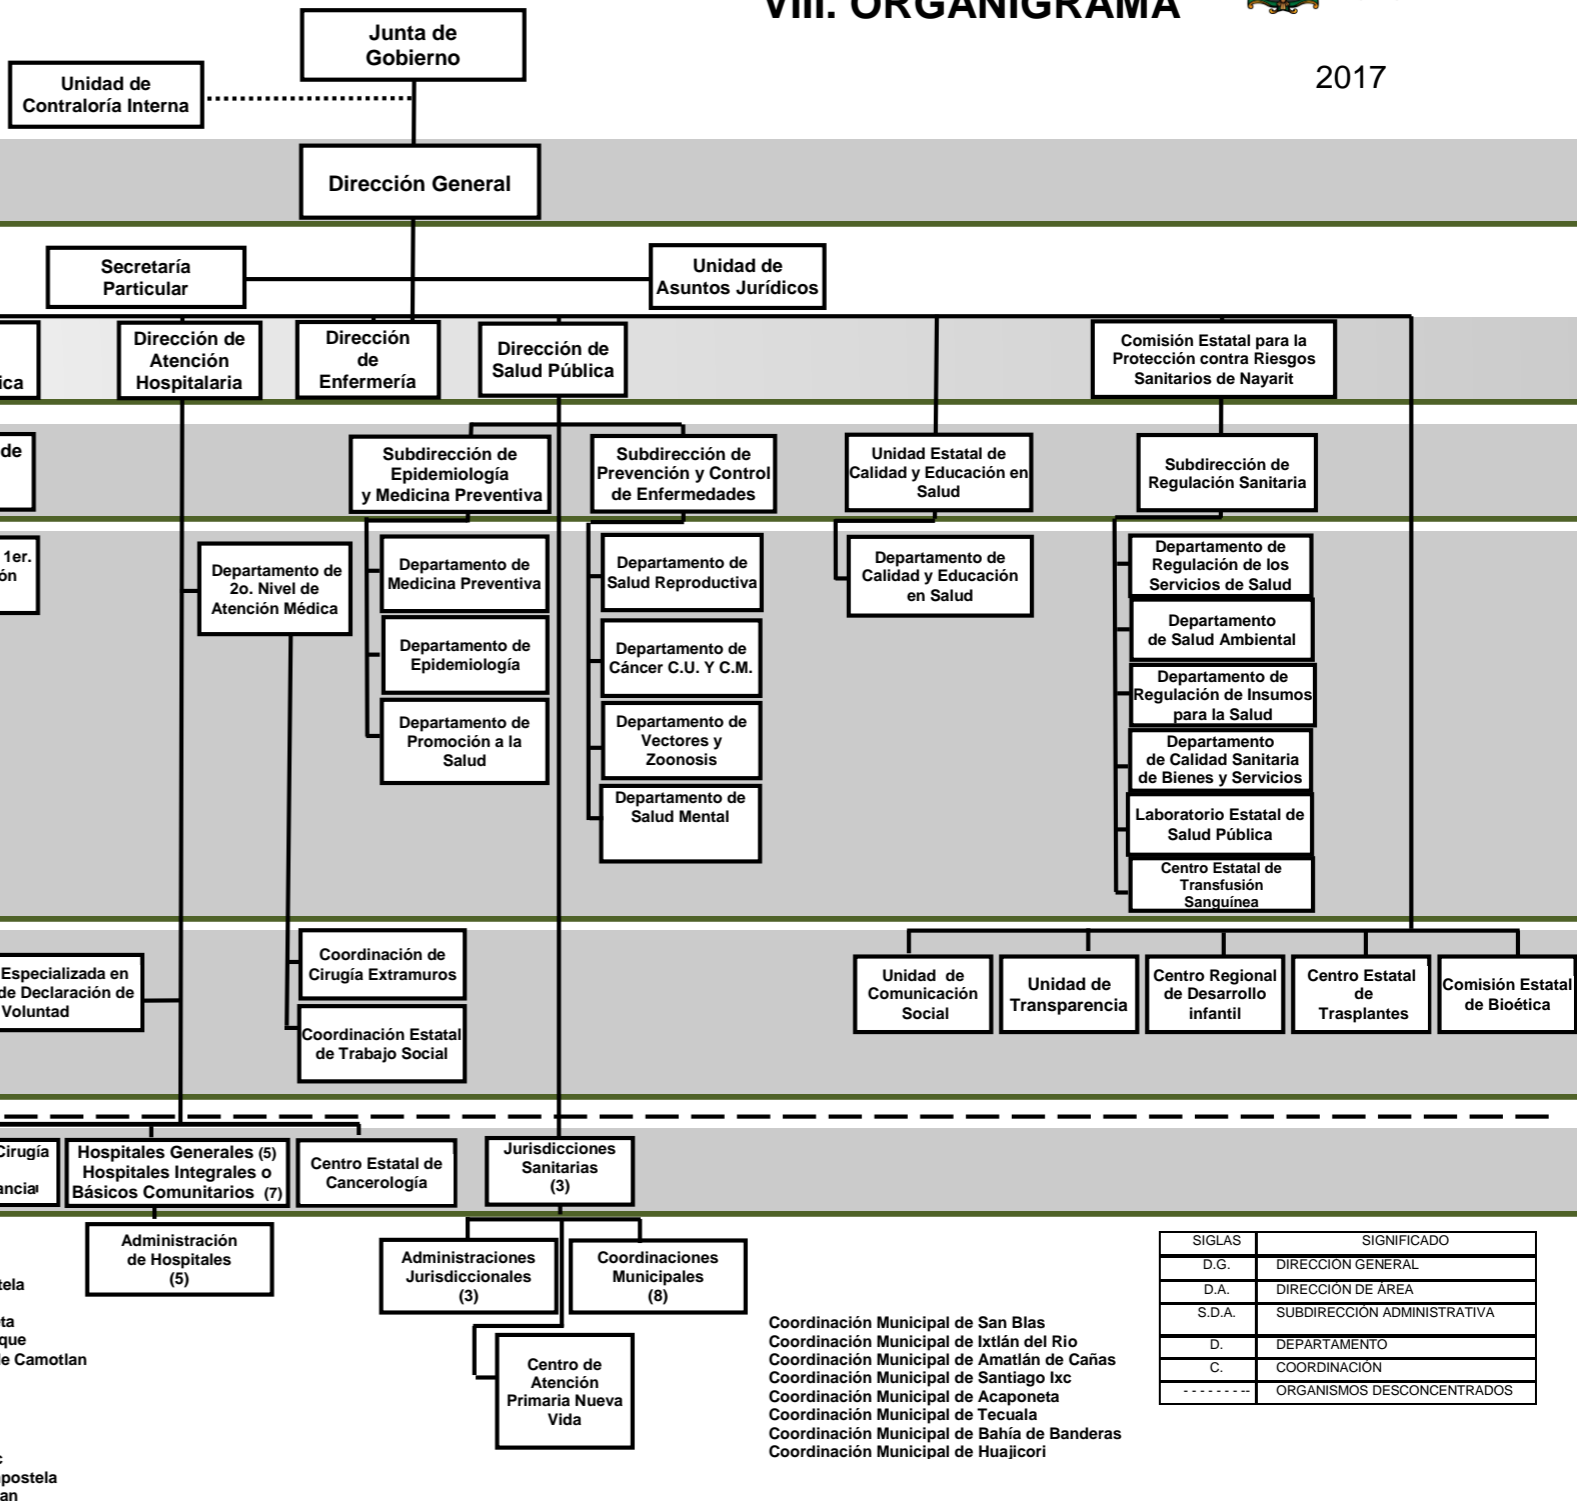 VIII. ORGANIGRAMA
2017
Junta de
Gobierno
Unidad de
Contraloría Interna
Dirección General
Secretaría
Particular
Unidad de
Asuntos Jurídicos
Dirección de
Atención
Hospitalaria
Dirección
de
Enfermería
Dirección de
Salud Pública
Comisión Estatal para la
Protección contra Riesgos
Sanitarios de Nayarit
ica
de
Subdirección de
Epidemiología
y Medicina Preventiva
Subdirección de
Prevención y Control
de Enfermedades
Unidad Estatal de
Calidad y Educación en
Salud
Subdirección de
Regulación Sanitaria
1er.
ón
Departamento de
2o. Nivel de
Atención Médica
Departamento de
Medicina Preventiva
Departamento de
Epidemiología
Departamento de
Promoción a la
Salud
Departamento de
Salud Reproductiva
Departamento de
Cáncer C.U. Y C.M.
Departamento de
Vectores y
Zoonosis
Departamento de
Salud Mental
Departamento de
Calidad y Educación
en Salud
Departamento de
Regulación de los
Servicios de Salud
Departamento
de Salud Ambiental
Departamento de
Regulación de Insumos
para la Salud
Departamento
de Calidad Sanitaria
de Bienes y Servicios
Laboratorio Estatal de
Salud Pública
Centro Estatal de
Transfusión
Sanguínea
Especializada en
de Declaración de
Voluntad
Coordinación de
Cirugía Extramuros
Coordinación Estatal
de Trabajo Social
Unidad de
Comunicación
Social
Unidad de
Transparencia
Centro Regional
de Desarrollo
infantil
Centro Estatal
de
Trasplantes
Comisión Estatal
de Bioética
Cirugía
ancia
Hospitales Generales (5)
Hospitales Integrales o
Básicos Comunitarios (7)
Centro Estatal de
Cancerología
Jurisdicciones
Sanitarias
(3)
Administración
de Hospitales
(5)
Administraciones
Jurisdiccionales
(3)
Coordinaciones
Municipales
(8)
Centro de
Atención
Primaria Nueva
Vida
tela
ta
que
de Camotlan
c
postela
an
Coordinación Municipal de San Blas
Coordinación Municipal de Ixtlán del Rio
Coordinación Municipal de Amatlán de Cañas
Coordinación Municipal de Santiago Ixc
Coordinación Municipal de Acaponeta
Coordinación Municipal de Tecuala
Coordinación Municipal de Bahía de Banderas
Coordinación Municipal de Huajicori
SIGLAS SIGNIFICADO
D.G. DIRECCIÓN GENERAL
D.A. DIRECCIÓN DE ÁREA
S.D.A. SUBDIRECCIÓN ADMINISTRATIVA
D. DEPARTAMENTO
C. COORDINACIÓN
--------- ORGANISMOS DESCONCENTRADOS